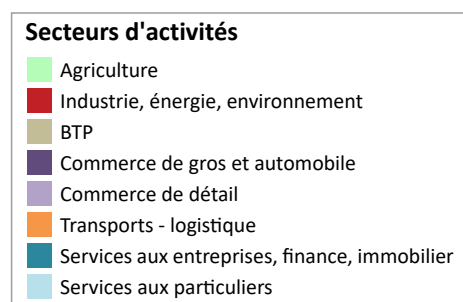 Secteurs d'activités
Agriculture
Industrie, énergie, environnement
BTP
Commerce de gros et automobile
Commerce de détail
Transports - logistique
Services aux entreprises, finance, immobilier
Services aux particuliers